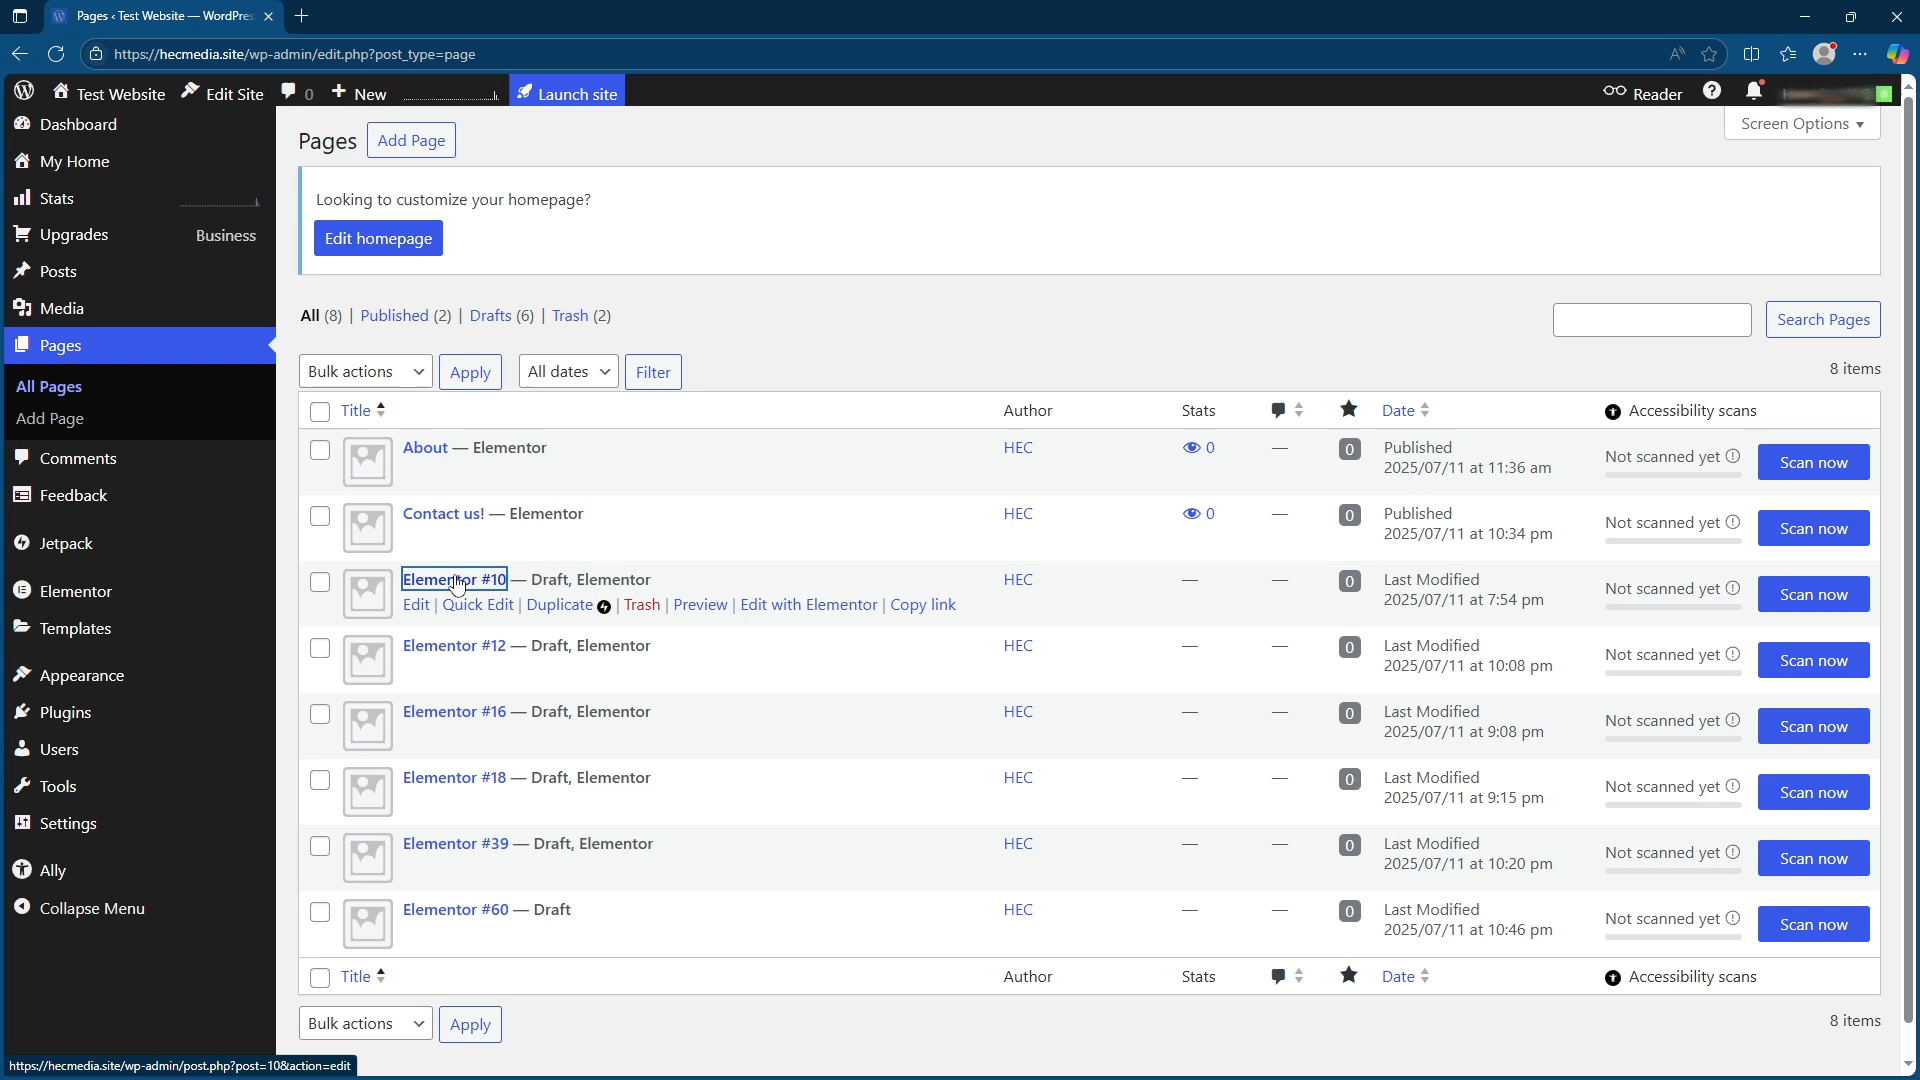 Pages ‹ Test Website — WordPres
https://hecmedia.site/wp-admin/edit.php?post_type=page
Test Website Edit Site 0 New Launch site Reader
Dashboard
My Home
Stats
Upgrades Business
Posts
Media
Pages
All Pages
Add Page
Comments
Feedback
Jetpack
Elementor
Templates
Appearance
Plugins
Users
Tools
Settings
Ally
Collapse Menu
Screen Options
Pages Add Page
Looking to customize your homepage?
Edit homepage
All (8) | Published (2) | Drafts (6) | Trash (2)
Search Pages
Bulk actions Apply All dates Filter 8 items
Title Author Stats Date Accessibility scans
About — Elementor HEC 0 — 0 Published Not scanned yet Scan now
2025/07/11 at 11:36 am
Contact us! — Elementor HEC 0 — 0 Published Not scanned yet Scan now
2025/07/11 at 10:34 pm
Elementor #10 — Draft, Elementor HEC — — 0 Last Modified Not scanned yet Scan now
Edit | Quick Edit | Duplicate | Trash | Preview | Edit with Elementor | Copy link 2025/07/11 at 7:54 pm
Elementor #12 — Draft, Elementor HEC — — 0 Last Modified Not scanned yet Scan now
2025/07/11 at 10:08 pm
Elementor #16 — Draft, Elementor HEC — — 0 Last Modified Not scanned yet Scan now
2025/07/11 at 9:08 pm
Elementor #18 — Draft, Elementor HEC — — 0 Last Modified Not scanned yet Scan now
2025/07/11 at 9:15 pm
Elementor #39 — Draft, Elementor HEC — — 0 Last Modified Not scanned yet Scan now
2025/07/11 at 10:20 pm
Elementor #60 — Draft HEC — — 0 Last Modified Not scanned yet Scan now
2025/07/11 at 10:46 pm
Title Author Stats Date Accessibility scans
Bulk actions Apply 8 items
https://hecmedia.site/wp-admin/post.php?post=10&action=edit